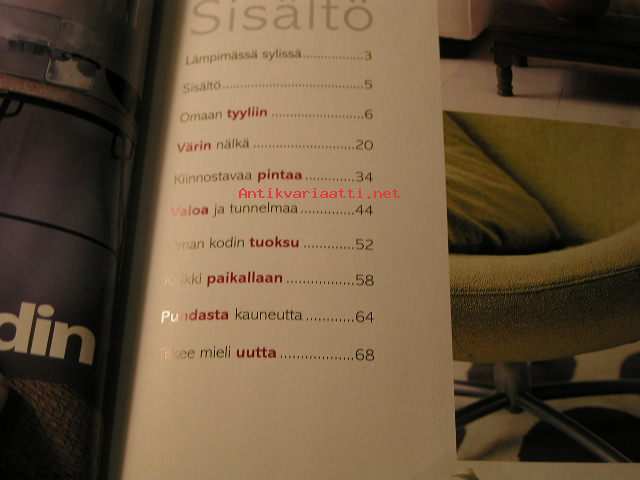 Sisältö
Lämpimässä sylissä..............3
Sisältö..................................5
Omaan tyyliin ......................6
Värin nälkä ........................20
Kiinnostavaa pintaa ...........34
Antikvariaatti.net
Valoa ja tunnelmaa.............44
kodin tuoksu ............52
paikallaan ................58
Puhdasta kauneutta ...........64
mieli uutta .................68
din